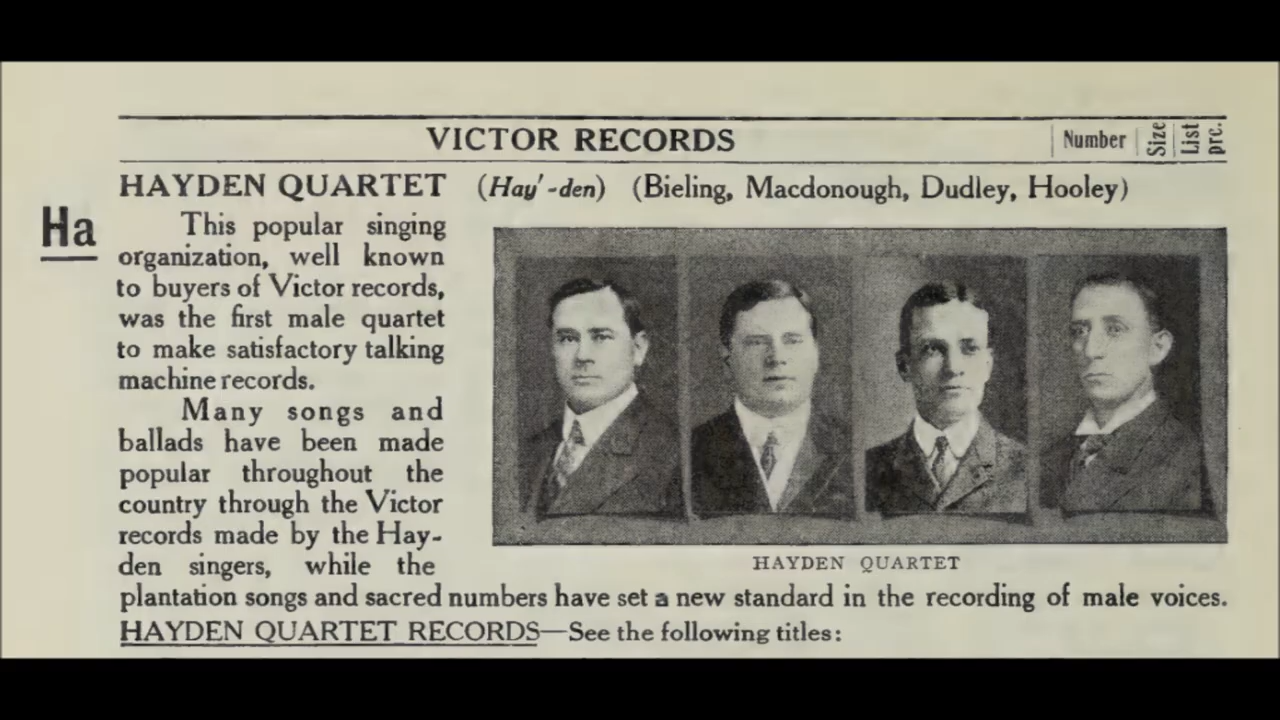 VICTOR RECORDS
Number
Size
List
prc.
HAYDEN QUARTET (Hay'-den) (Bieling, Macdonough, Dudley, Hooley)
Ha
This popular singing
organization, well known
to buyers of Victor records,
was the first male quartet
to make satisfactory talking
machine records.
Many songs and
ballads have been made
popular throughout the
country through the Victor
records made by the Hay-
den singers, while the
HAYDEN QUARTET
plantation songs and sacred numbers have set a new standard in the recording of male voices.
HAYDEN QUARTET RECORDS—See the following titles: